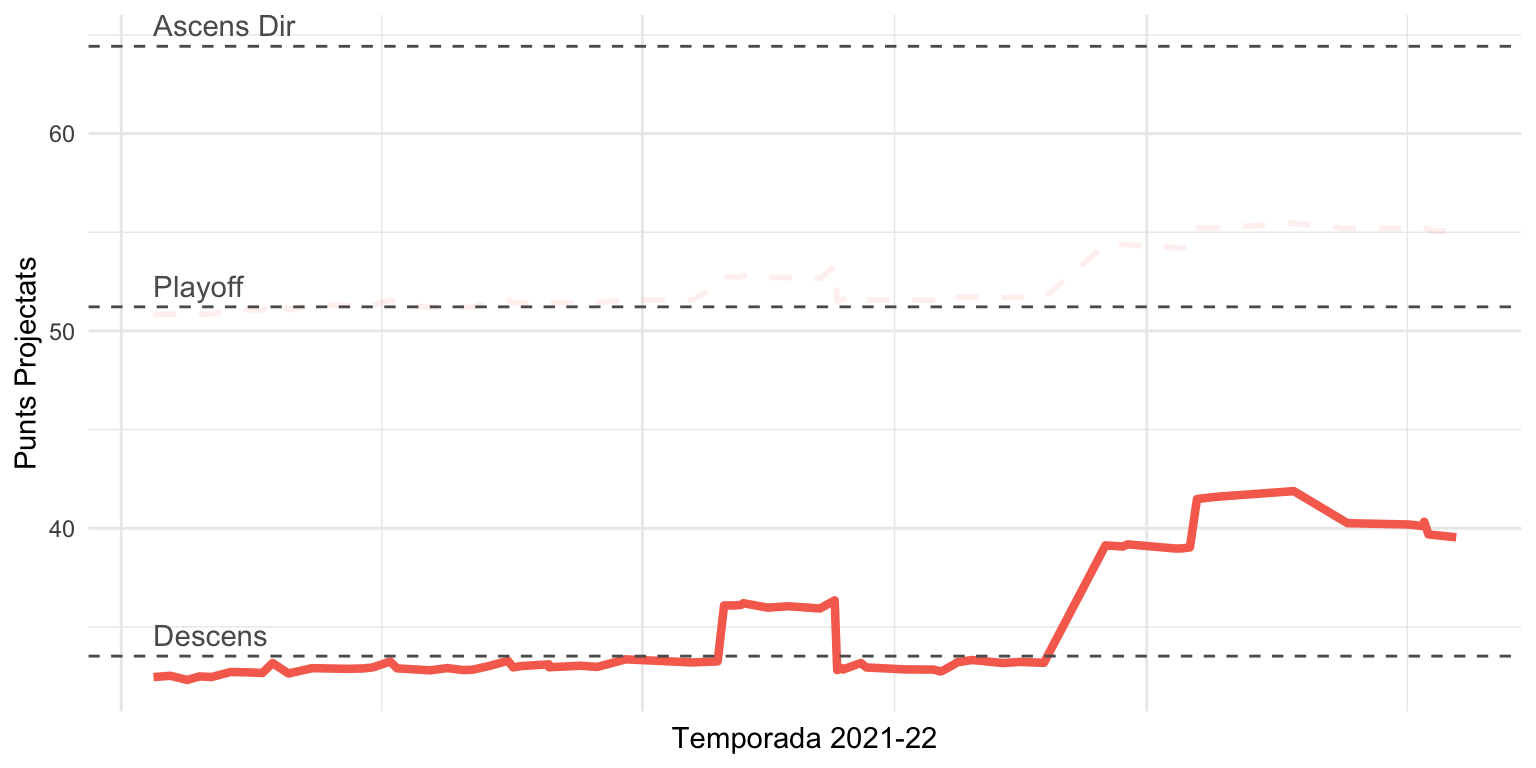 Ascens Dir
60
Playoff
50
Punts Projectats
40
Descens
Temporada 2021-22